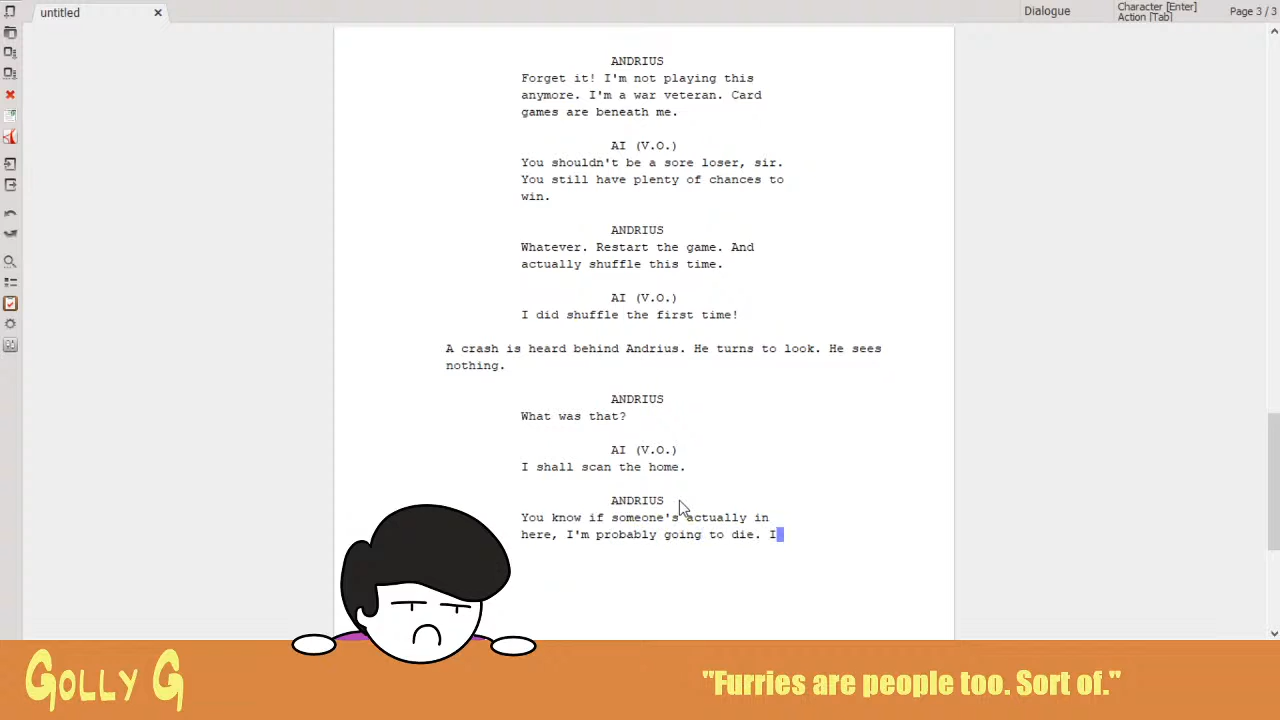 untitled
Dialogue
Character [Enter]
Action [Tab]
Page 3 / 3
ANDRIUS
Forget it! I'm not playing this
anymore. I'm a war veteran. Card
games are beneath me.
AI (V.O.)
You shouldn't be a sore loser, sir.
You still have plenty of chances to
win.
ANDRIUS
Whatever. Restart the game. And
actually shuffle this time.
AI (V.O.)
I did shuffle the first time!
A crash is heard behind Andrius. He turns to look. He sees
nothing.
ANDRIUS
What was that?
AI (V.O.)
I shall scan the home.
ANDRIUS
You know if someone's actually in
here, I'm probably going to die. I
GOLLY G
"Furries are people too. Sort of."